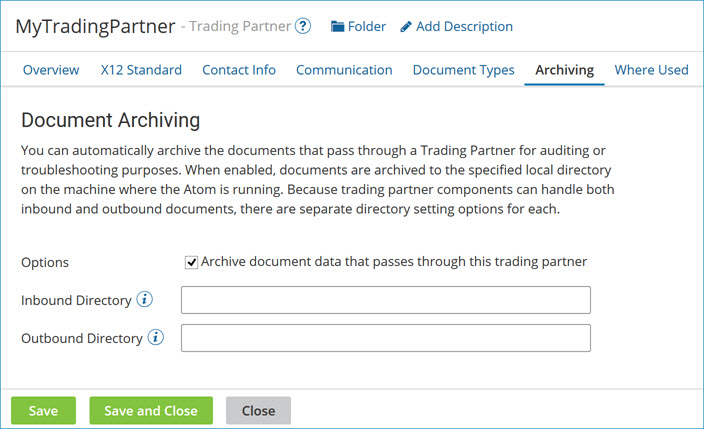 MyTradingPartner - Trading Partner ? Folder Add Description
Overview X12 Standard Contact Info Communication Document Types Archiving Where Used
Document Archiving
You can automatically archive the documents that pass through a Trading Partner for auditing or
troubleshooting purposes. When enabled, documents are archived to the specified local directory
on the machine where the Atom is running. Because trading partner components can handle both
inbound and outbound documents, there are separate directory setting options for each.
Options Archive document data that passes through this trading partner
Inbound Directory i
Outbound Directory i
Save Save and Close Close